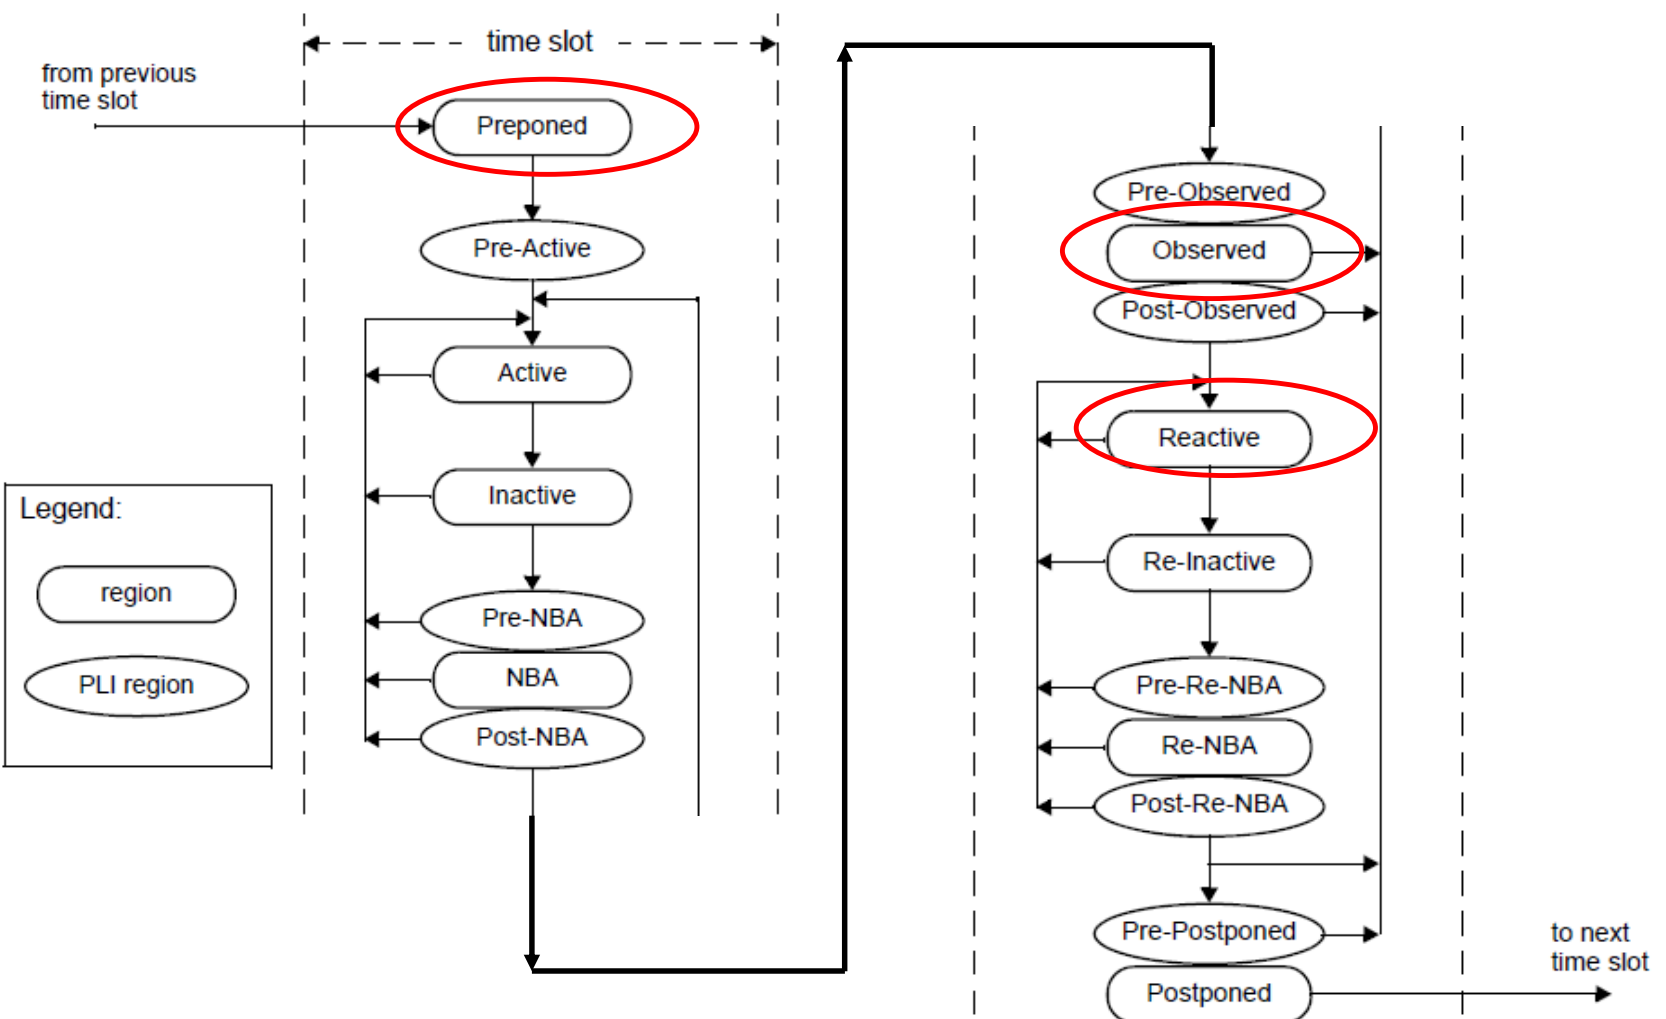 time slot
from previous
time slot
Preponed
Pre-Active
Active
Inactive
Pre-NBA
NBA
Post-NBA
Legend:
region
PLI region
Pre-Observed
Observed
Post-Observed
Reactive
Re-Inactive
Pre-Re-NBA
Re-NBA
Post-Re-NBA
Pre-Postponed
Postponed
to next
time slot